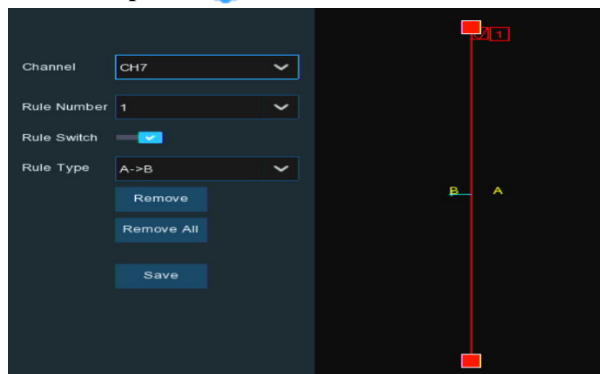 Channel CH7
Rule Number 1
Rule Switch
Rule Type A->B
Remove
Remove All
Save
1
B A